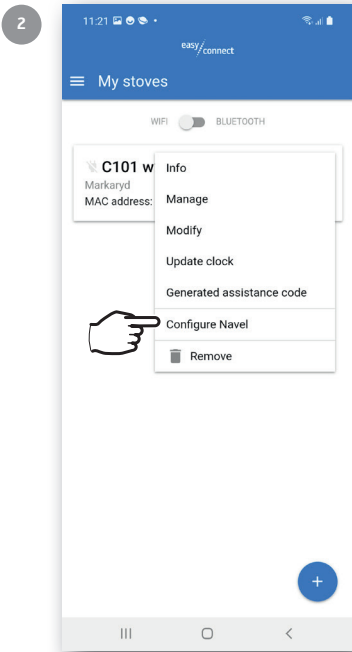 2
11:21
easy/connect
My stoves
WIFI BLUETOOTH
C101 w
Markaryd
MAC address:
Info
Manage
Modify
Update clock
Generated assistance code
Configure Navel
Remove
+